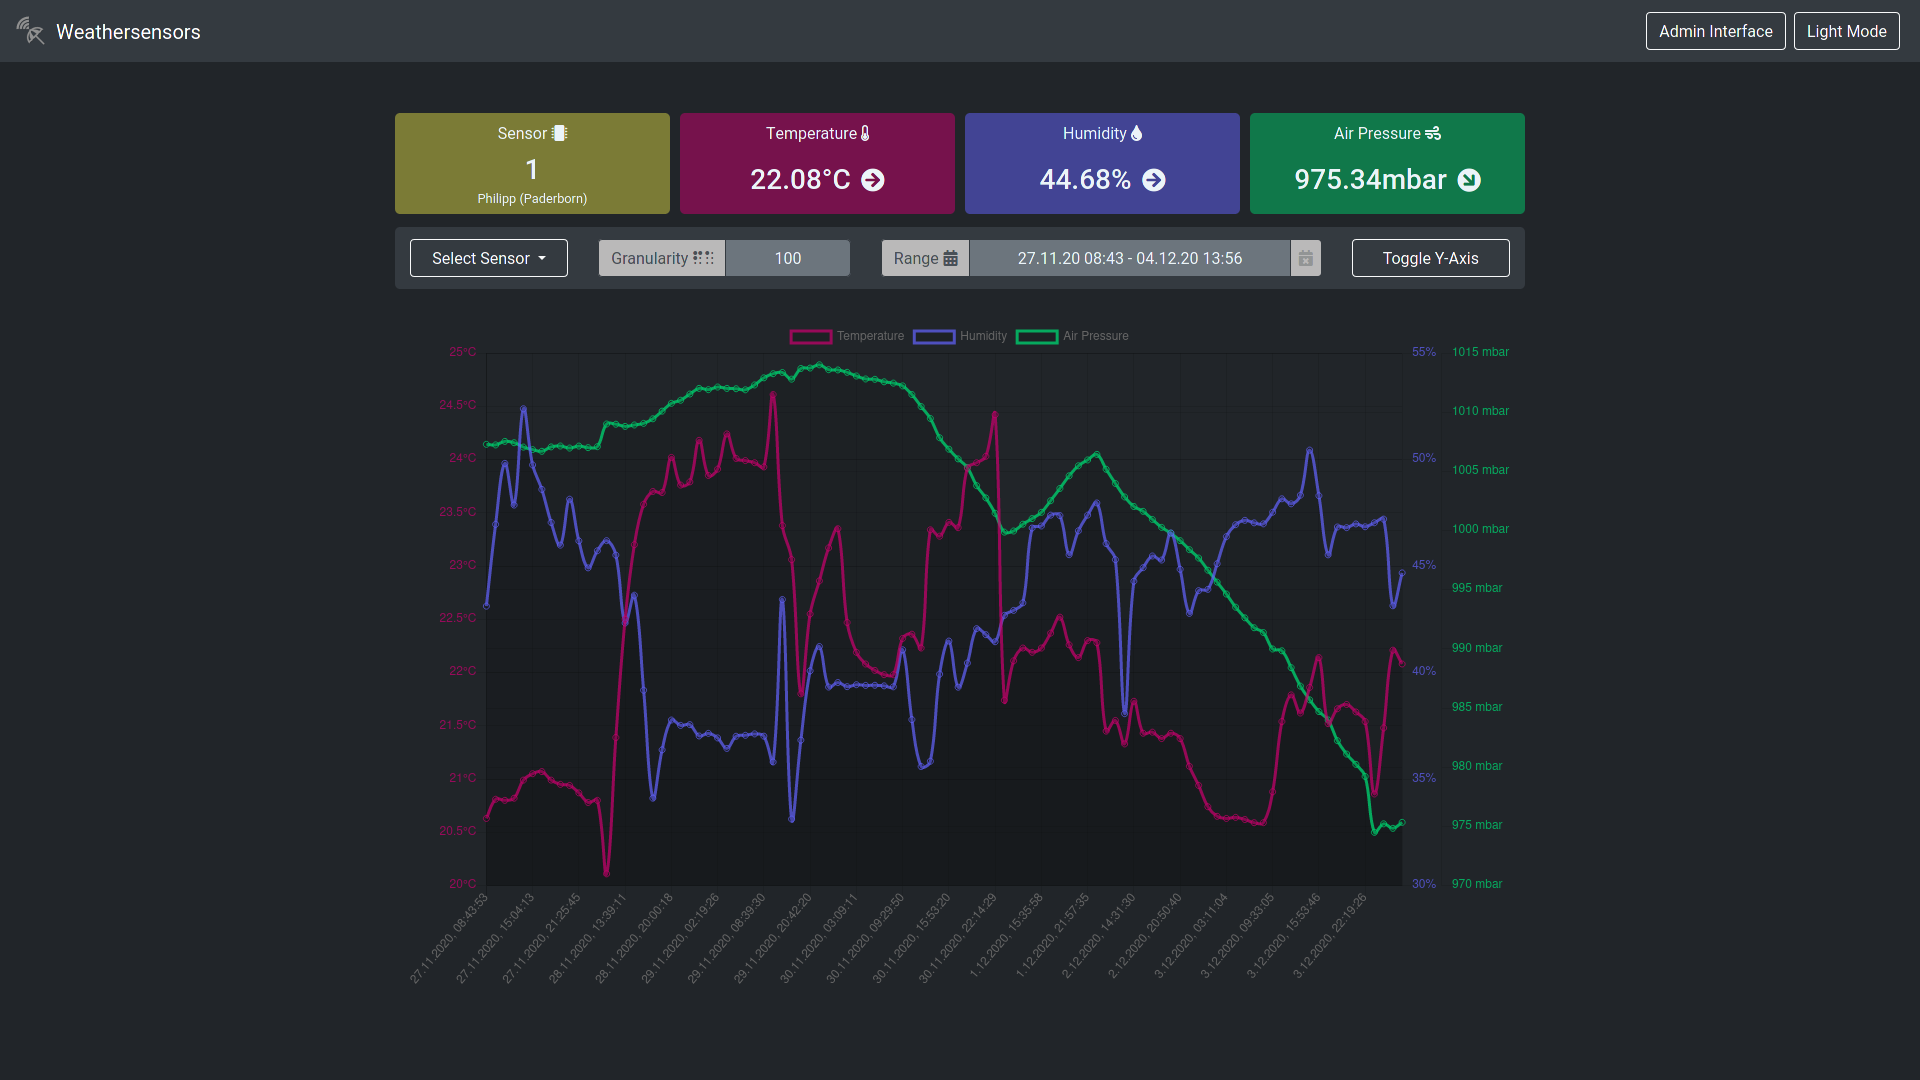 Weathersensors
Admin Interface
Light Mode
Sensor
1
Philipp (Paderborn)
Temperature
22.08°C
Humidity
44.68%
Air Pressure
975.34mbar
Select Sensor
Granularity
100
Range
27.11.20 08:43 - 04.12.20 13:56
Toggle Y-Axis
Temperature
Humidity
Air Pressure
25°C
24.5°C
24°C
23.5°C
23°C
22.5°C
22°C
21.5°C
21°C
20.5°C
20°C
55%
50%
45%
40%
35%
30%
1015 mbar
1010 mbar
1005 mbar
1000 mbar
995 mbar
990 mbar
985 mbar
980 mbar
975 mbar
970 mbar
27.11.2020, 08:43:53
27.11.2020, 15:04:13
27.11.2020, 21:25:45
28.11.2020, 13:39:11
28.11.2020, 20:00:18
29.11.2020, 02:19:26
29.11.2020, 08:39:30
29.11.2020, 20:42:20
30.11.2020, 03:09:11
30.11.2020, 09:29:50
30.11.2020, 15:53:20
30.11.2020, 22:14:29
1.12.2020, 15:35:58
1.12.2020, 21:57:35
2.12.2020, 14:31:30
2.12.2020, 20:50:40
3.12.2020, 03:11:04
3.12.2020, 09:33:05
3.12.2020, 15:53:46
3.12.2020, 22:19:26